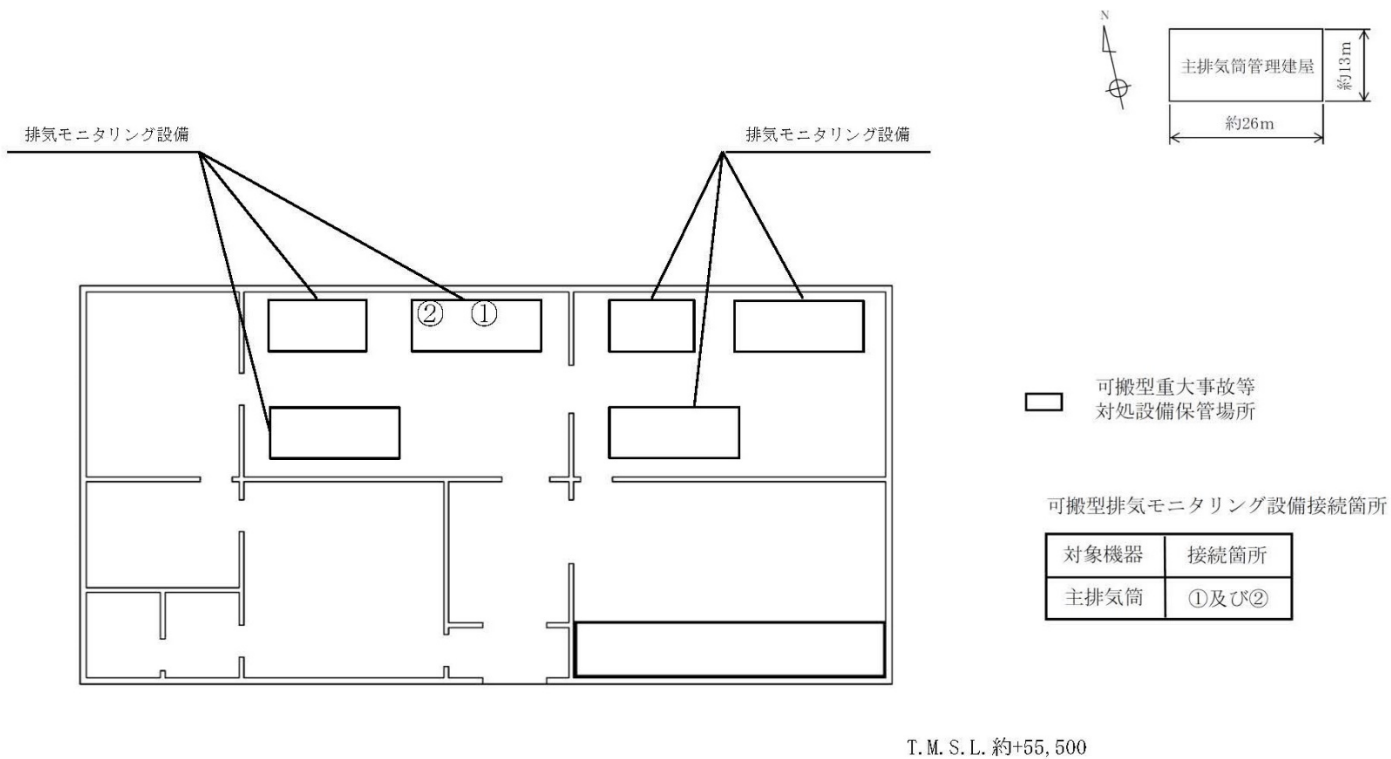 N
主排気筒管理建屋
約13m
約26m
排気モニタリング設備
排気モニタリング設備
② ①
可搬型重大事故等
対処設備保管場所
可搬型排気モニタリング設備接続箇所
対象機器 接続箇所
主排気筒 ①及び②
T.M.S.L.約+55,500